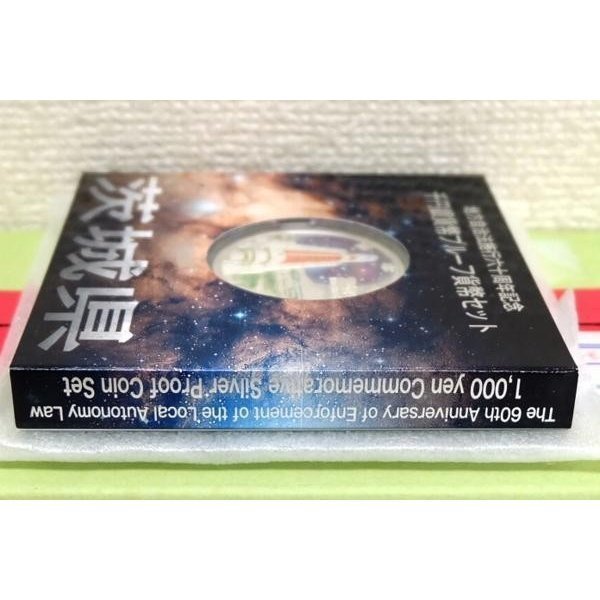 茨城県
地方自治法施行六十周年記念
千円銀貨幣プルーフ貨幣セット
The 60th Anniversary of Enforcement of the Local Autonomy Law
1,000 yen Commemorative Silver Proof Coin Set